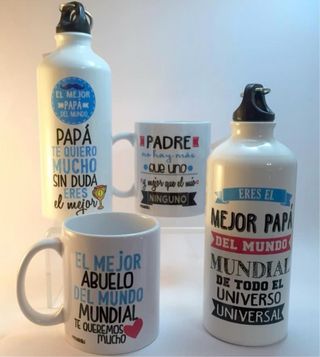 EL MEJOR
PAPÁ
DEL MUNDO
PAPÁ
TE QUIERO
MUCHO
SIN DUDA
ERES
el mejor
PADRE
no hay más
que uno
y mejor que el mío
NINGUNO
EL MEJOR
ABUELO
DEL MUNDO
MUNDIAL
TE QUEREMOS
MUCHO
ERES EL
MEJOR PAPÁ
DEL MUNDO
MUNDIAL
DE TODO EL
UNIVERSO
UNIVERSAL